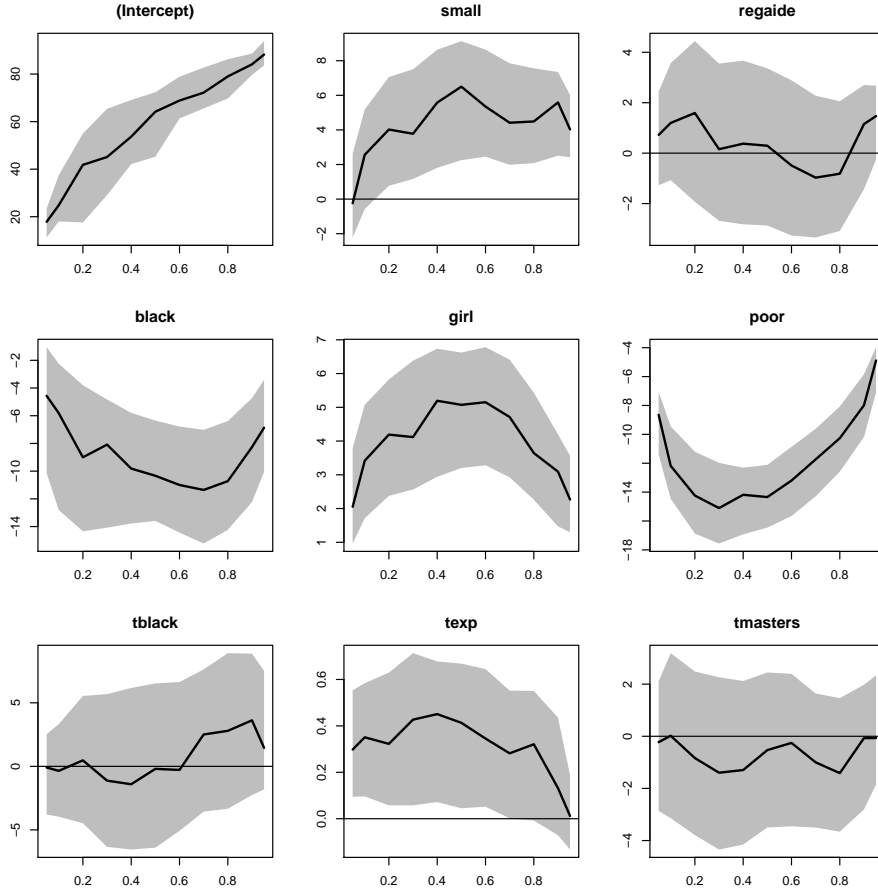 (Intercept)
20 40 60 80
0.2 0.4 0.6 0.8
small
−2 0 2 4 6 8
0.2 0.4 0.6 0.8
regaide
−2 0 2 4
0.2 0.4 0.6 0.8
black
−14 −10 −8 −6 −4 −2
0.2 0.4 0.6 0.8
girl
1 2 3 4 5 6 7
0.2 0.4 0.6 0.8
poor
−18 −14 −10 −8 −6 −4
0.2 0.4 0.6 0.8
tblack
−5 0 5
0.2 0.4 0.6 0.8
texp
0.0 0.2 0.4 0.6
0.2 0.4 0.6 0.8
tmasters
−4 −2 0 2
0.2 0.4 0.6 0.8